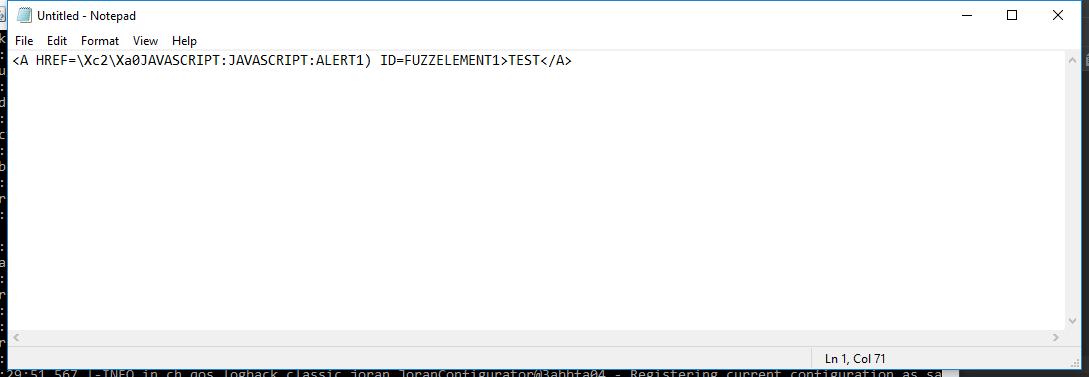 Untitled - Notepad
File Edit Format View Help
<A HREF=\Xc2\Xa0JAVASCRIPT:JAVASCRIPT:ALERT1) ID=FUZZELEMENT1>TEST</A>
Ln 1, Col 71
:29:51,567 |-INFO in ch.qos.logback.classic.joran.JoranConfigurator@3abbfa04 - Registering current configuration as sa